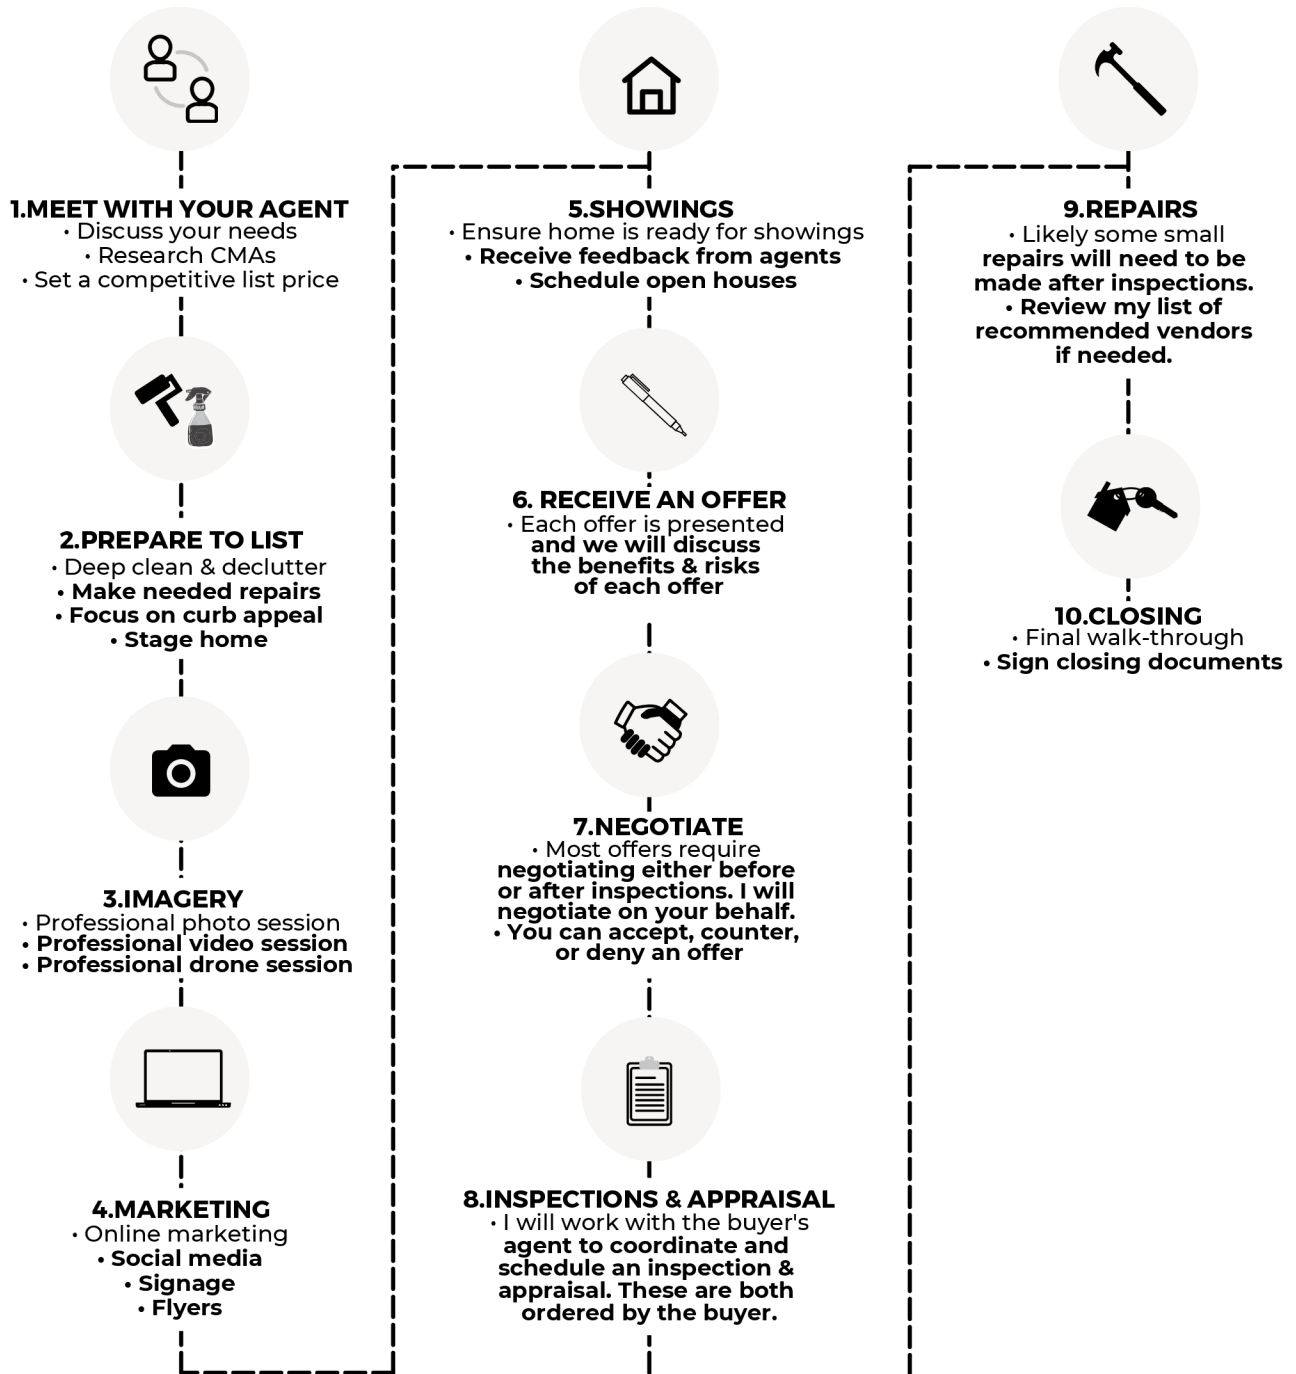 1.MEET WITH YOUR AGENT
• Discuss your needs
• Research CMAs
• Set a competitive list price
2.PREPARE TO LIST
• Deep clean & declutter
• Make needed repairs
• Focus on curb appeal
• Stage home
3.IMAGERY
• Professional photo session
• Professional video session
• Professional drone session
4.MARKETING
• Online marketing
• Social media
• Signage
• Flyers
5.SHOWINGS
• Ensure home is ready for showings
• Receive feedback from agents
• Schedule open houses
6. RECEIVE AN OFFER
• Each offer is presented
and we will discuss
the benefits & risks
of each offer
7.NEGOTIATE
• Most offers require
negotiating either before
or after inspections. I will
negotiate on your behalf.
• You can accept, counter,
or deny an offer
8.INSPECTIONS & APPRAISAL
• I will work with the buyer's
agent to coordinate and
schedule an inspection &
appraisal. These are both
ordered by the buyer.
9.REPAIRS
• Likely some small
repairs will need to be
made after inspections.
• Review my list of
recommended vendors
if needed.
10.CLOSING
• Final walk-through
• Sign closing documents